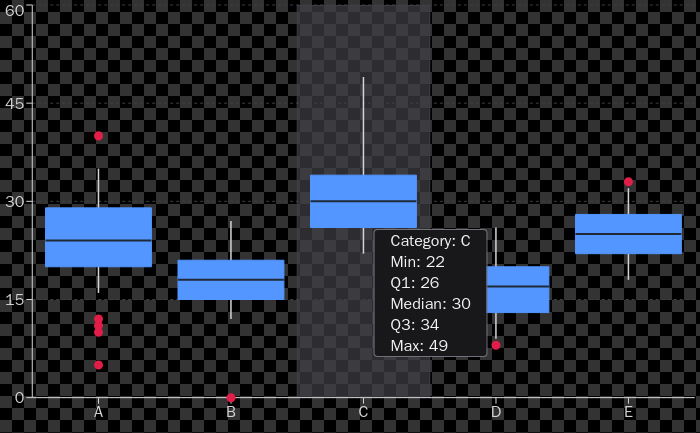 60
45
30
15
0
Category: C
Min: 22
Q1: 26
Median: 30
Q3: 34
Max: 49
A B C D E